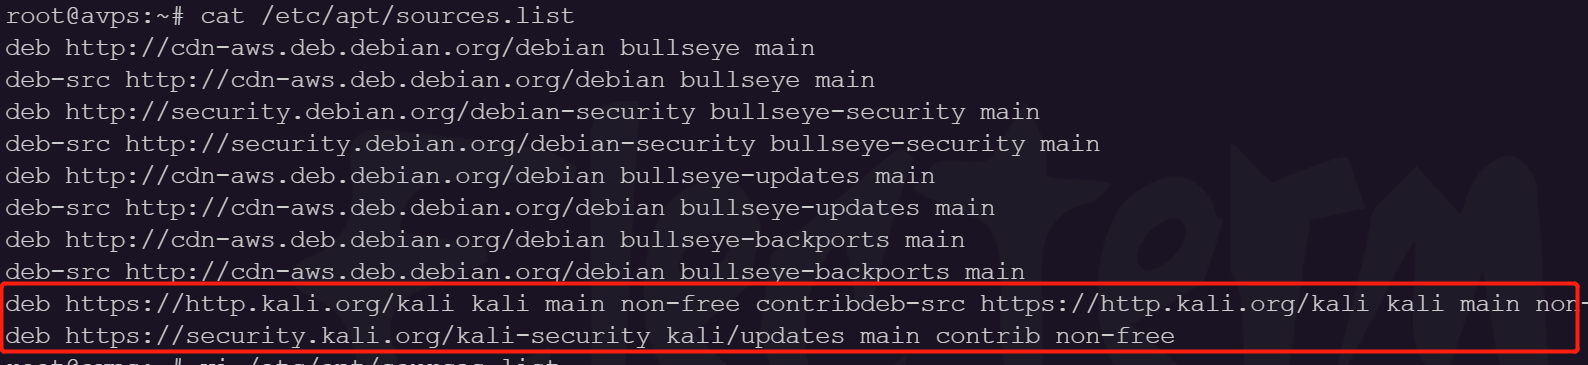 root@avps:~# cat /etc/apt/sources.list
deb http://cdn-aws.deb.debian.org/debian bullseye main
deb-src http://cdn-aws.deb.debian.org/debian bullseye main
deb http://security.debian.org/debian-security bullseye-security main
deb-src http://security.debian.org/debian-security bullseye-security main
deb http://cdn-aws.deb.debian.org/debian bullseye-updates main
deb-src http://cdn-aws.deb.debian.org/debian bullseye-updates main
deb http://cdn-aws.deb.debian.org/debian bullseye-backports main
deb-src http://cdn-aws.deb.debian.org/debian bullseye-backports main
deb https://http.kali.org/kali kali main non-free contribdeb-src https://http.kali.org/kali kali main non-
deb https://security.kali.org/kali-security kali/updates main contrib non-free